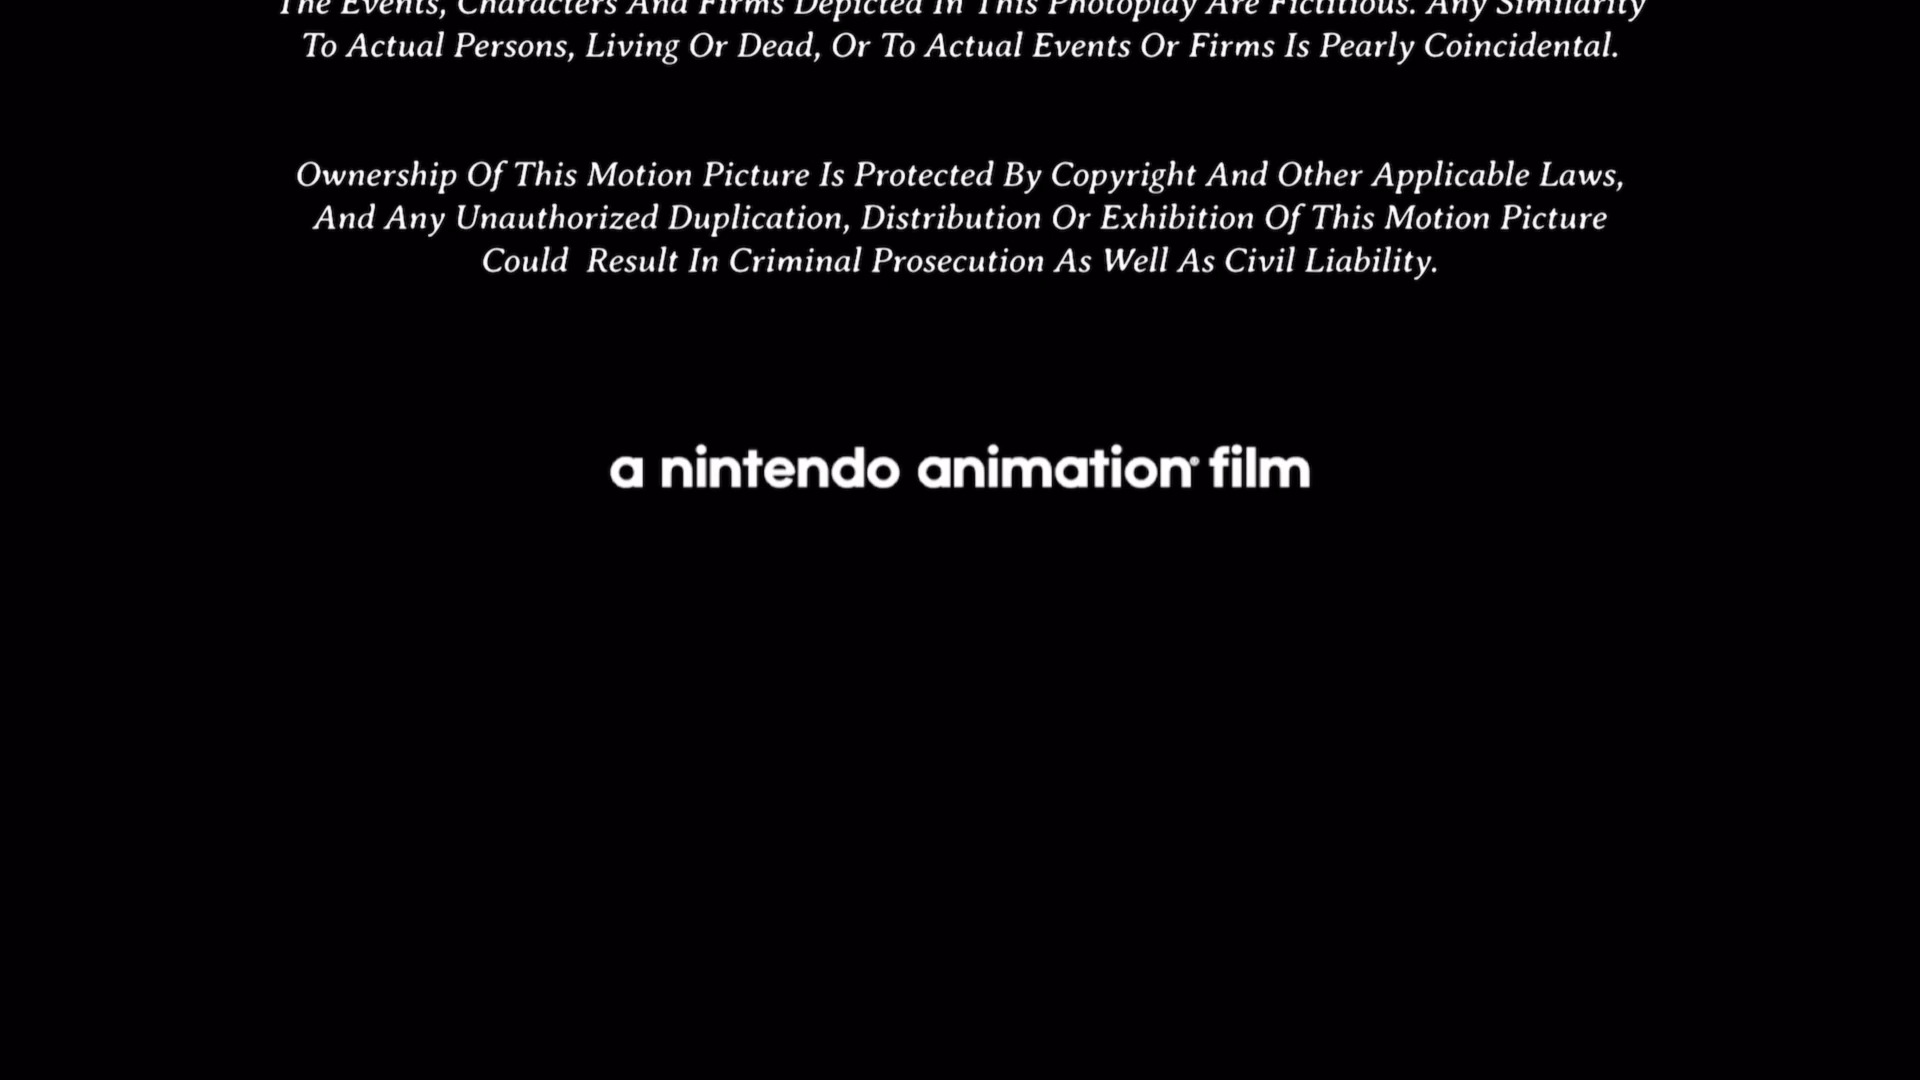 The Events, Characters And Firms Depicted In This Photoplay Are Fictitious. Any Similarity
To Actual Persons, Living Or Dead, Or To Actual Events Or Firms Is Pearly Coincidental.
Ownership Of This Motion Picture Is Protected By Copyright And Other Applicable Laws,
And Any Unauthorized Duplication, Distribution Or Exhibition Of This Motion Picture
Could  Result In Criminal Prosecution As Well As Civil Liability.
a nintendo animation® film